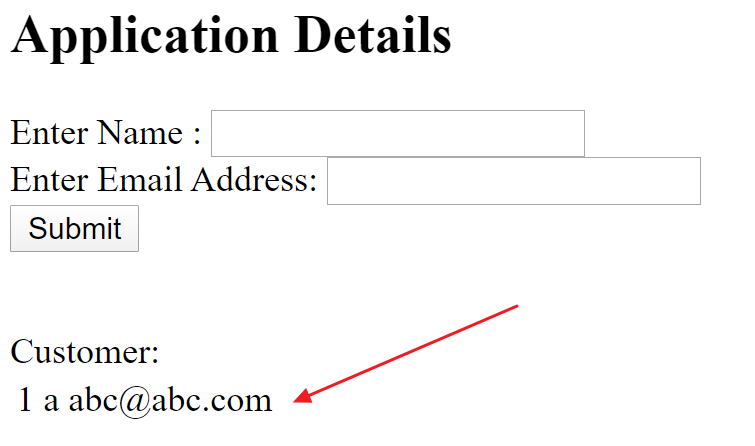 Application Details
Enter Name :
Enter Email Address:
Submit
Customer:
1 a abc@abc.com